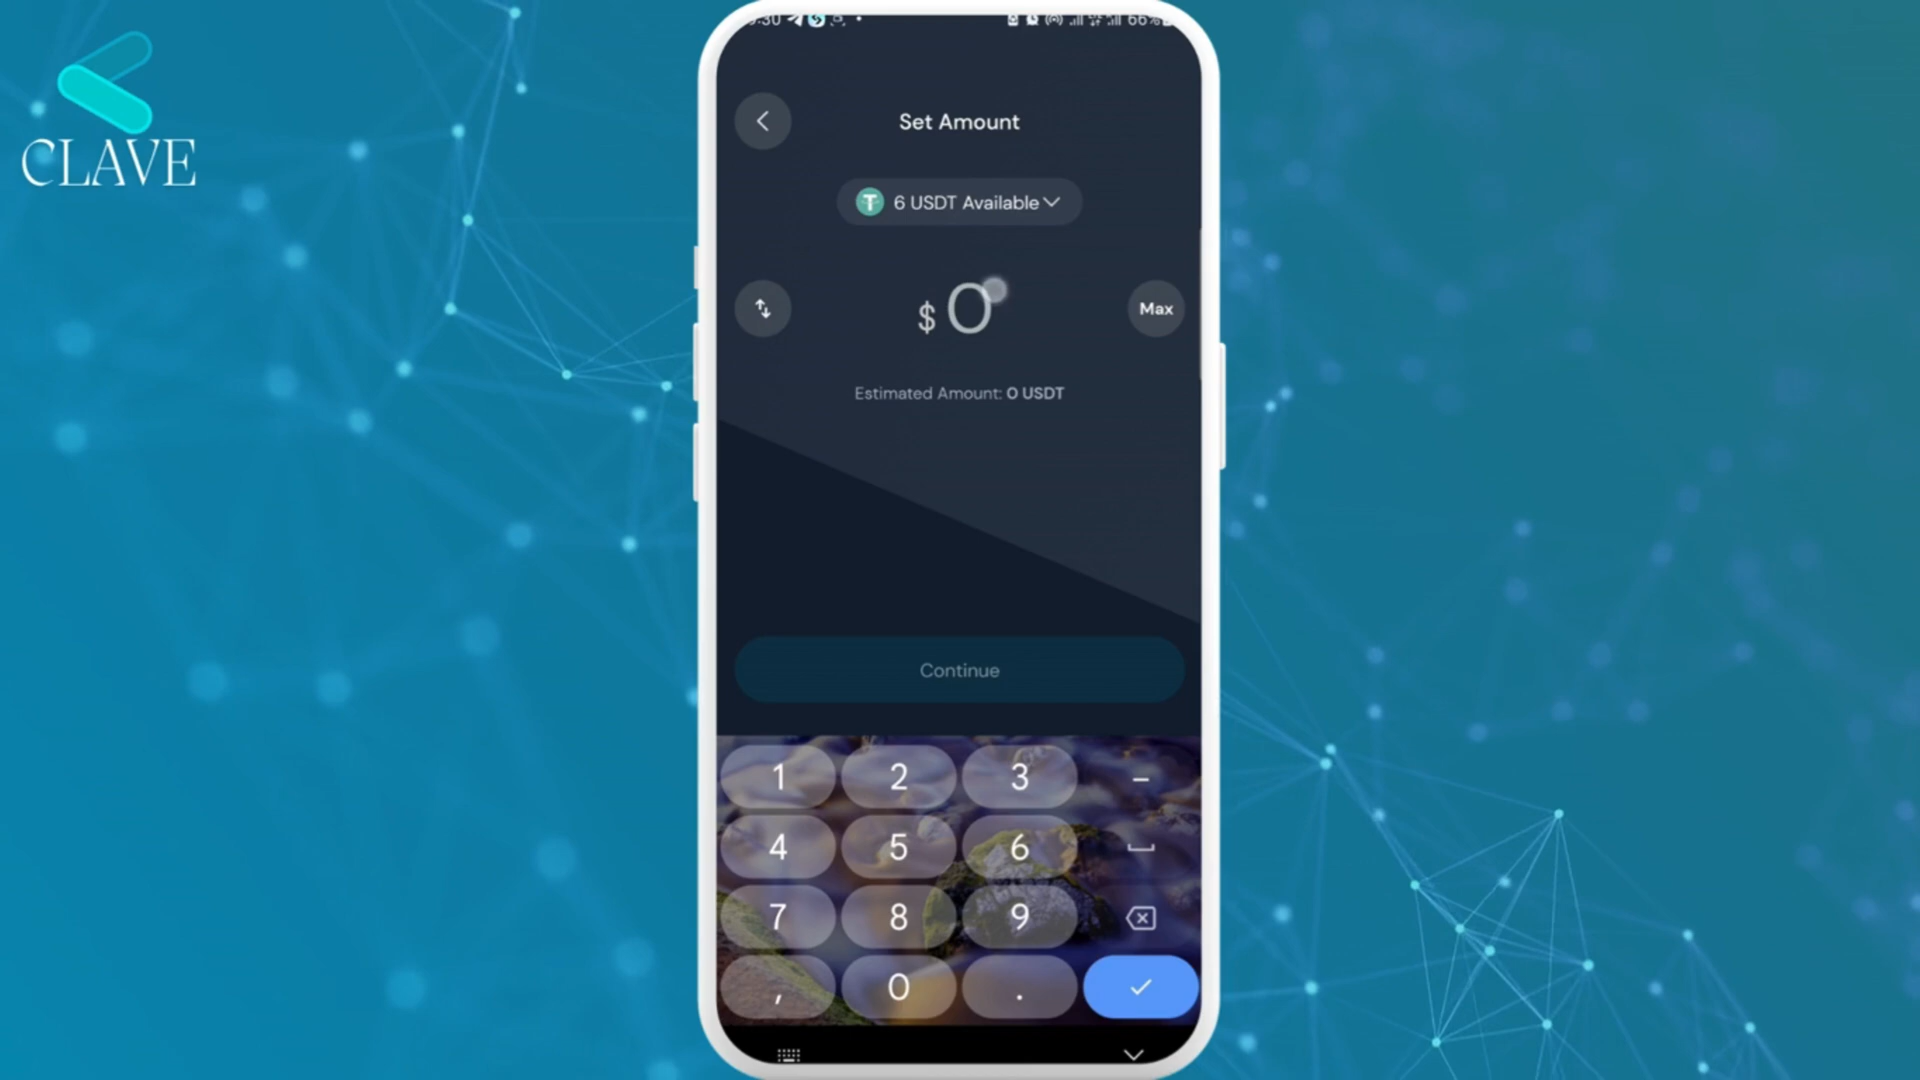 CLAVE
66%
Set Amount
6 USDT Available
$ 0
Max
Estimated Amount: 0 USDT
Continue
1 2 3 -
4 5 6
7 8 9
, 0 .